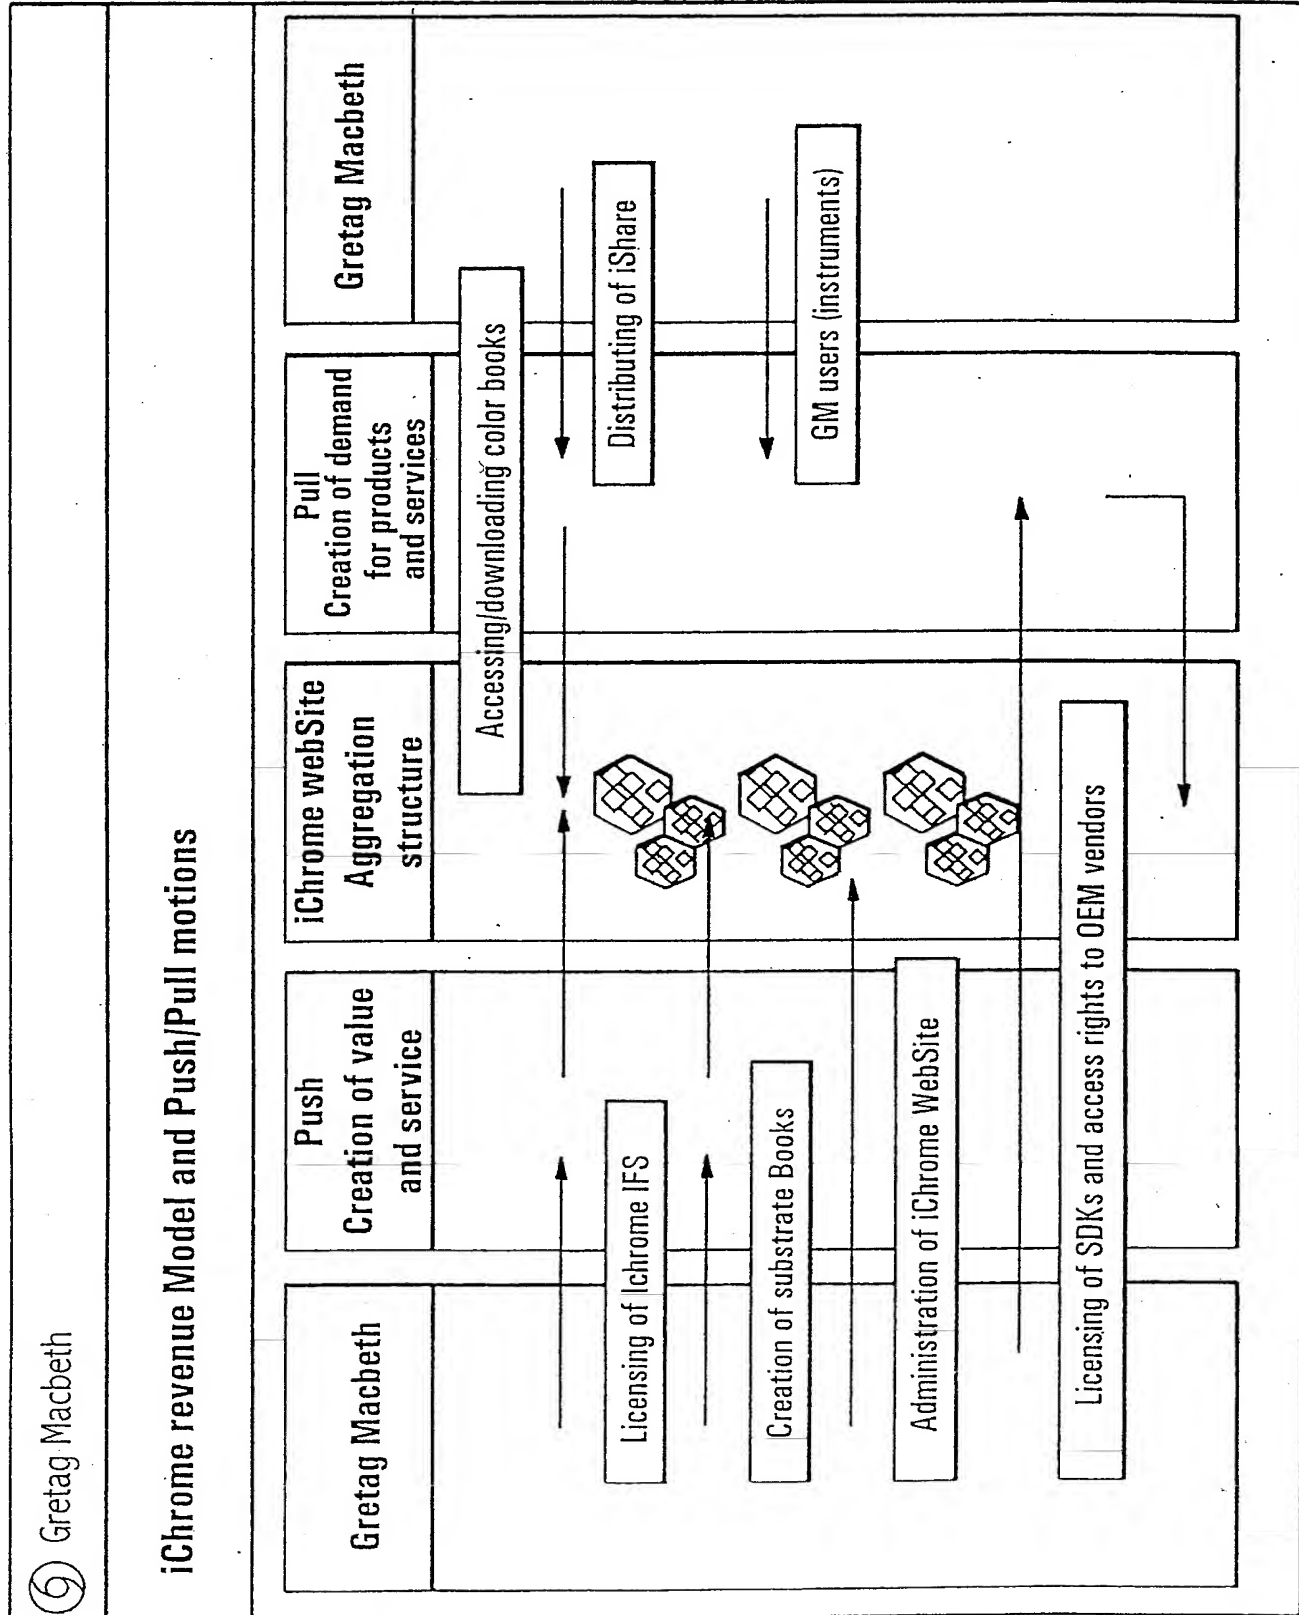 Gretag Macbeth
iChrome revenue Model and Push/Pull motions
Gretag Macbeth
Push
Creation of value
and service
iChrome webSite
Aggregation
structure
Pull
Creation of demand
for products
and services
Gretag Macbeth
Accessing/downloading color books
Licensing of Ichrome IFS
Distributing of iShare
Creation of substrate Books
GM users (instruments)
Administration of iChrome WebSite
Licensing of SDKs and access rights to OEM vendors